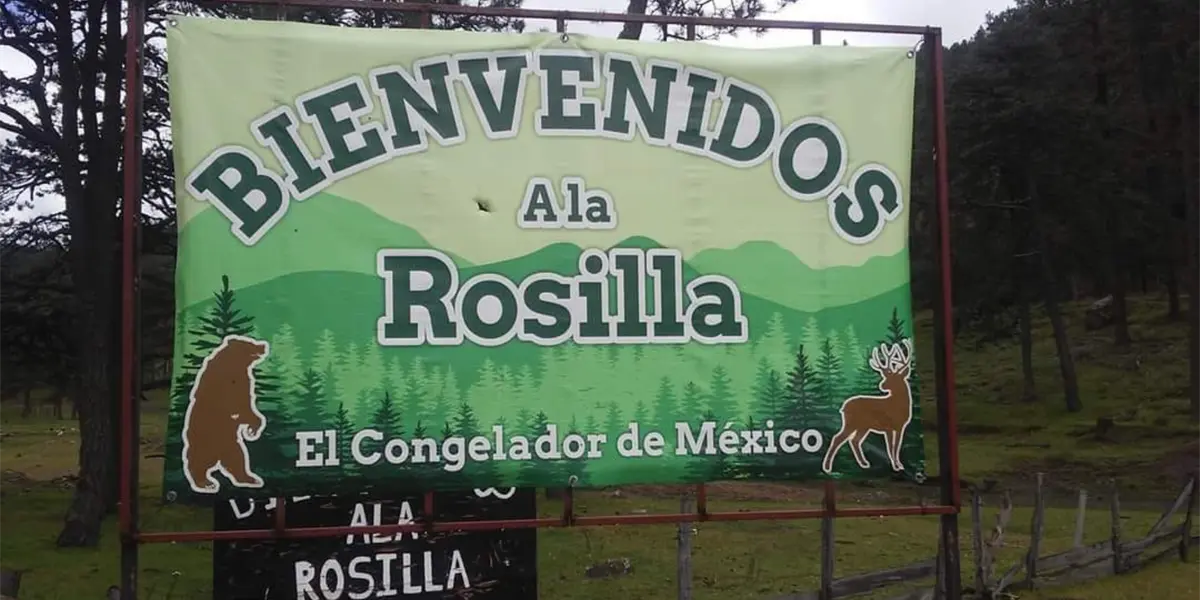 BIENVENIDOS
A la
Rosilla
El Congelador de México
ALA
ROSILLA